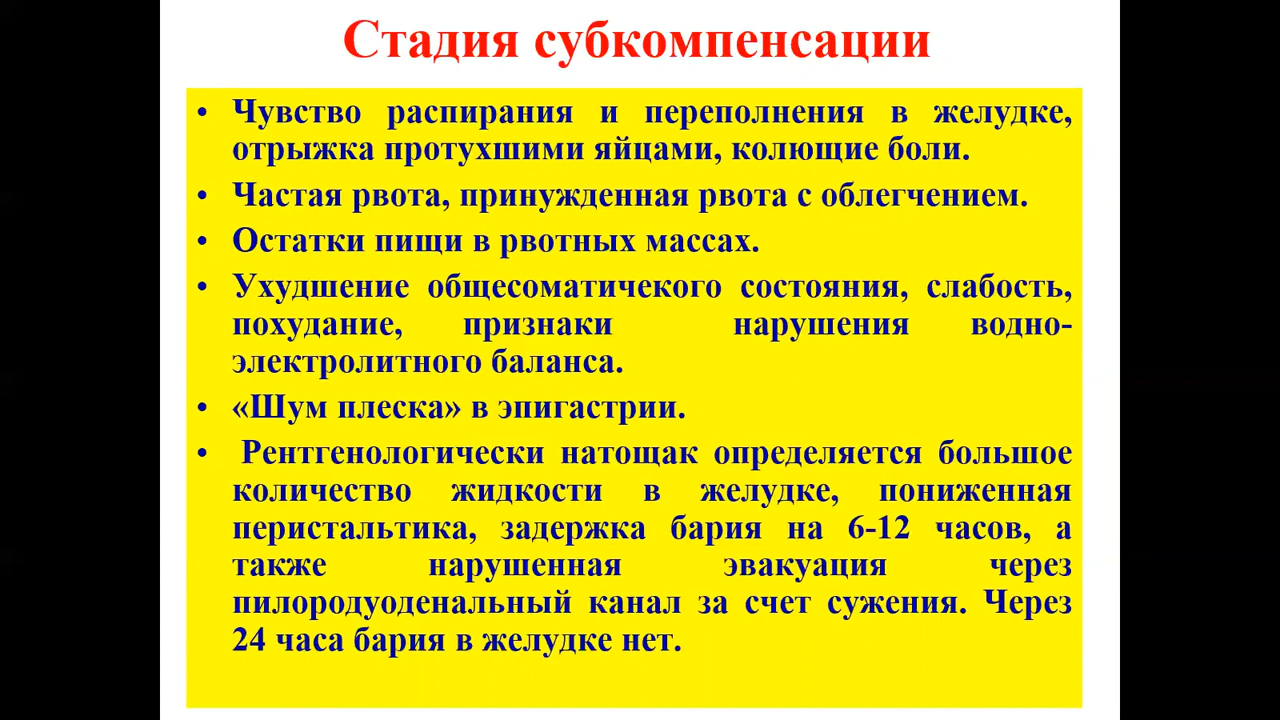 Стадия субкомпенсации
• Чувство распирания и переполнения в желудке,
отрыжка протухшими яйцами, колющие боли.
• Частая рвота, принужденная рвота с облегчением.
• Остатки пищи в рвотных массах.
• Ухудшение общесоматичекого состояния, слабость,
похудание, признаки нарушения водно-
электролитного баланса.
• «Шум плеска» в эпигастрии.
• Рентгенологически натощак определяется большое
количество жидкости в желудке, пониженная
перистальтика, задержка бария на 6-12 часов, а
также нарушенная эвакуация через
пилородуоденальный канал за счет сужения. Через
24 часа бария в желудке нет.